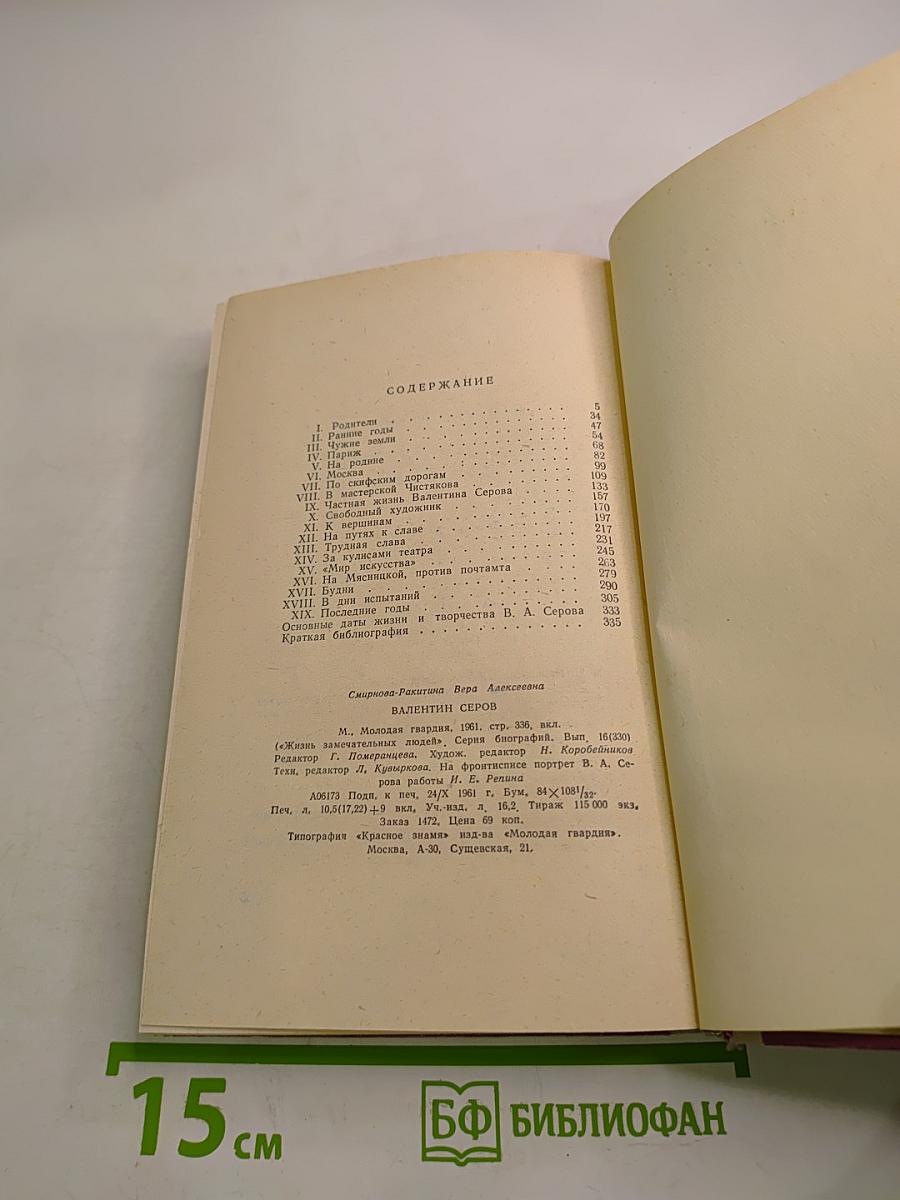 СОДЕРЖАНИЕ
I. Родители . . . . . . . . . . . . 5
II. Ранние годы . . . . . . . . . . . 34
III. Чужие земли . . . . . . . . . . . 47
IV. Париж . . . . . . . . . . . . 54
V. На родине . . . . . . . . . . . 68
VI. Москва . . . . . . . . . . . . 82
VII. По скифским дорогам . . . . . . . . 99
VIII. В мастерской Чистякова . . . . . . . 109
IX. Частная жизнь Валентина Серова . . . . 133
X. Свободный художник . . . . . . . . 157
XI. К вершинам . . . . . . . . . . . 170
XII. На путях к славе . . . . . . . . . 197
XIII. Трудная слава . . . . . . . . . . 217
XIV. За кулисами театра . . . . . . . . 231
XV. «Мир искусства» . . . . . . . . . 245
XVI. На Мясницкой, против почтамта . . . . 263
XVII. Будни . . . . . . . . . . . . 279
XVIII. В дни испытаний . . . . . . . . . 290
XIX. Последние годы . . . . . . . . . . 305
Основные даты жизни и творчества В. А. Серова 333
Краткая библиография . . . . . . . . . . 335
Смирнова-Ракитина Вера Алексеевна
ВАЛЕНТИН СЕРОВ
М., Молодая гвардия, 1961, стр. 336, вкл.
(«Жизнь замечательных людей». Серия биографий. Вып. 16(330)
Редактор Г. Померанцева. Худож. редактор Н. Коробейников
Техн. редактор Л. Кувыркова. На фронтисписе портрет В. А. Се-
рова работы И. Е. Репина
А06173 Подп. к печ. 24/X 1961 г. Бум. 84×108¹/₃₂.
Печ. л. 10,5(17,22)+9 вкл. Уч.-изд. л. 16,2. Тираж 115 000 экз.
Заказ 1472. Цена 69 коп.
Типография «Красное знамя» изд-ва «Молодая гвардия».
Москва, А-30, Сущевская, 21.
15 см
БФ БИБЛИОФАН